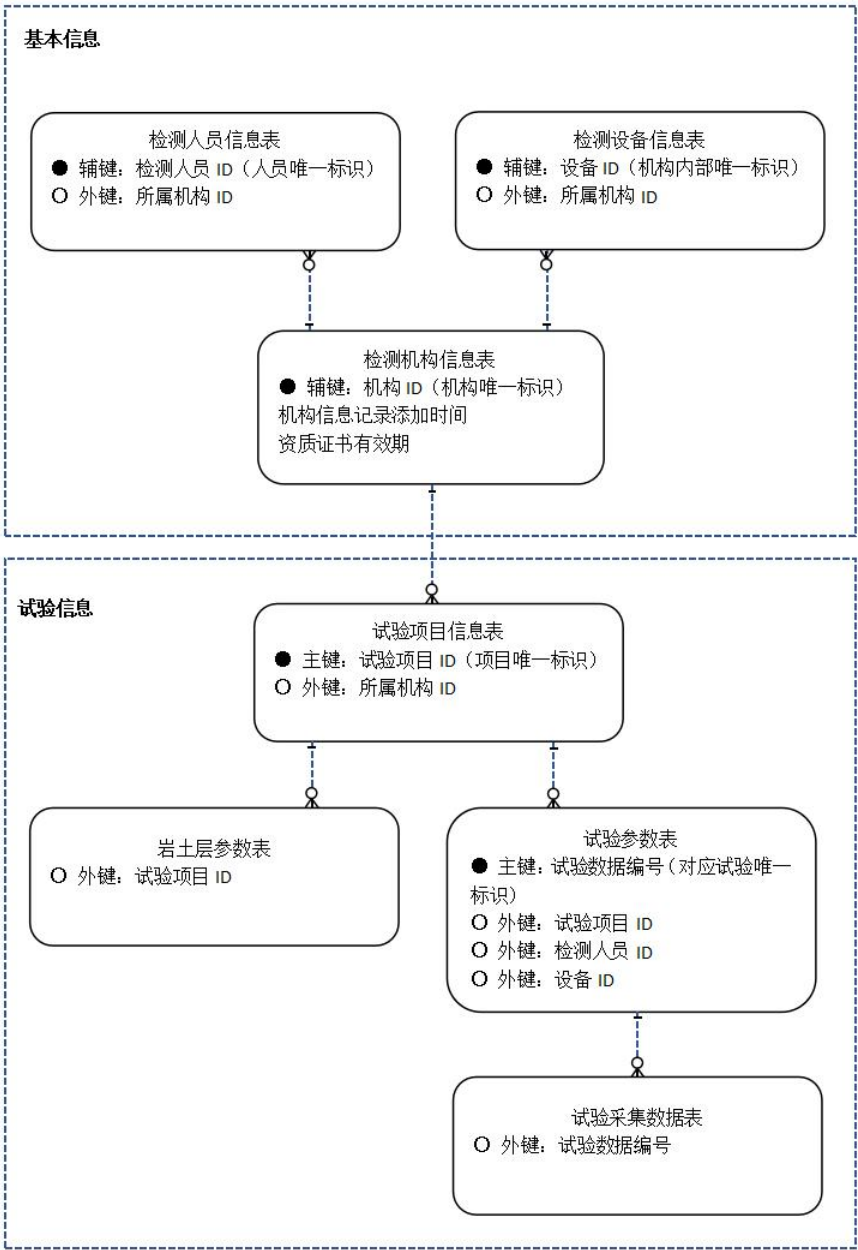 基本信息
检测人员信息表
● 辅键：检测人员 ID（人员唯一标识）
○ 外键：所属机构 ID
检测设备信息表
● 辅键：设备 ID（机构内部唯一标识）
○ 外键：所属机构 ID
检测机构信息表
● 辅键：机构 ID（机构唯一标识）
机构信息记录添加时间
资质证书有效期
试验信息
试验项目信息表
● 主键：试验项目 ID（项目唯一标识）
○ 外键：所属机构 ID
岩土层参数表
○ 外键：试验项目 ID
试验参数表
● 主键：试验数据编号（对应试验唯一
标识）
○ 外键：试验项目 ID
○ 外键：检测人员 ID
○ 外键：设备 ID
试验采集数据表
○ 外键：试验数据编号